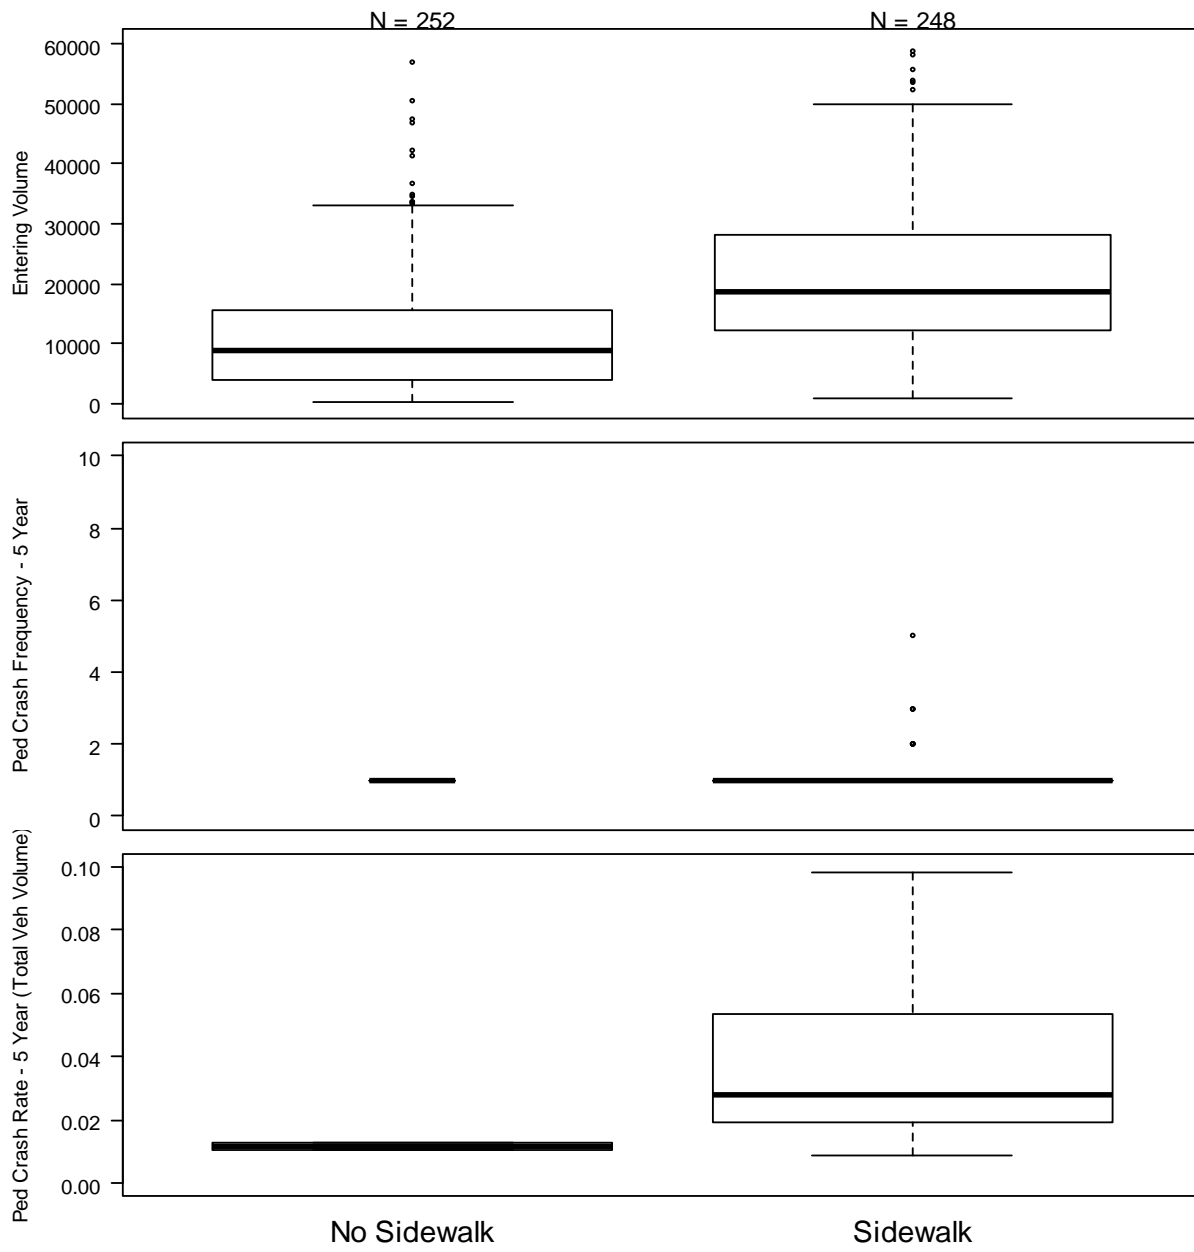 N = 252
N = 248
Entering Volume
60000
50000
40000
30000
20000
10000
0
Ped Crash Frequency - 5 Year
10
8
6
4
2
0
Ped Crash Rate - 5 Year (Total Veh Volume)
0.10
0.08
0.06
0.04
0.02
0.00
No Sidewalk
Sidewalk